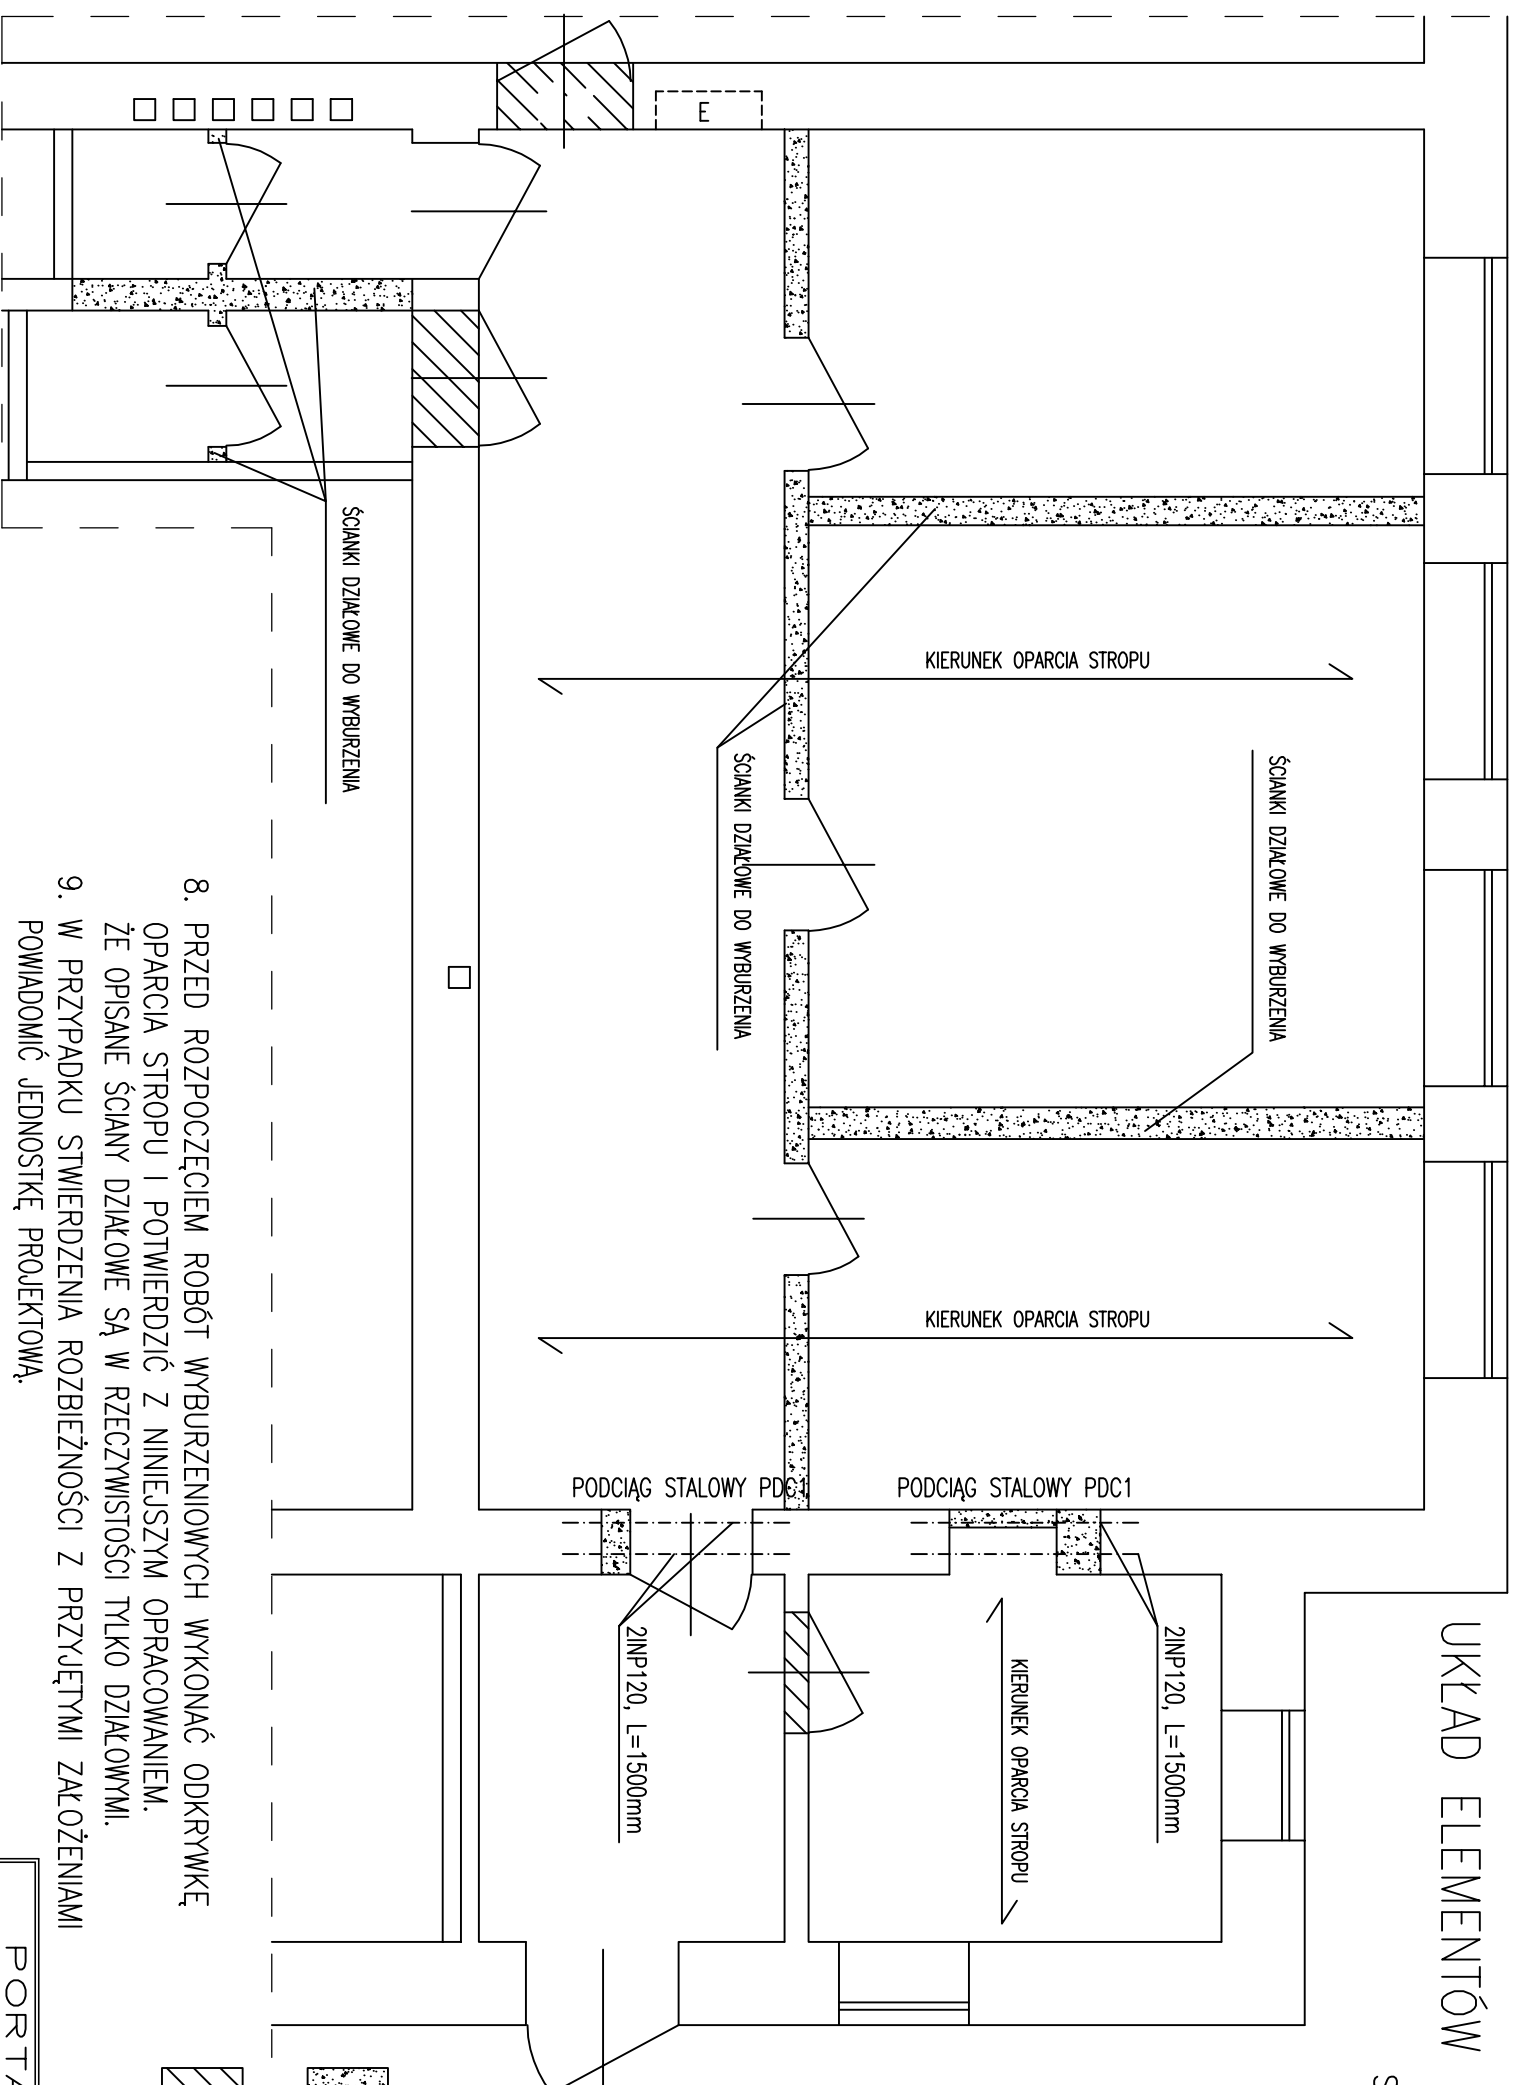 UKŁAD ELEMENTÓW
S
E
KIERUNEK OPARCIA STROPU
ŚCIANKI DZIAŁOWE DO WYBURZENIA
ŚCIANKI DZIAŁOWE DO WYBURZENIA
ŚCIANKI DZIAŁOWE DO WYBURZENIA
KIERUNEK OPARCIA STROPU
PODCIĄG STALOWY PDC1
PODCIĄG STALOWY PDC1
2INP120, L=1500mm
2INP120, L=1500mm
KIERUNEK OPARCIA STROPU
8. PRZED ROZPOCZĘCIEM ROBÓT WYBURZENIOWYCH WYKONAĆ ODKRYWKĘ
OPARCIA STROPU I POTWIERDZIĆ Z NINIEJSZYM OPRACOWANIEM.
ŻE OPISANE ŚCIANY DZIAŁOWE SĄ W RZECZYWISTOŚCI TYLKO DZIAŁOWYMI.
9. W PRZYPADKU STWIERDZENIA ROZBIEŻNOŚCI Z PRZYJĘTYMI ZAŁOŻENIAMI
POWIADOMIĆ JEDNOSTKĘ PROJEKTOWĄ.
PORTA